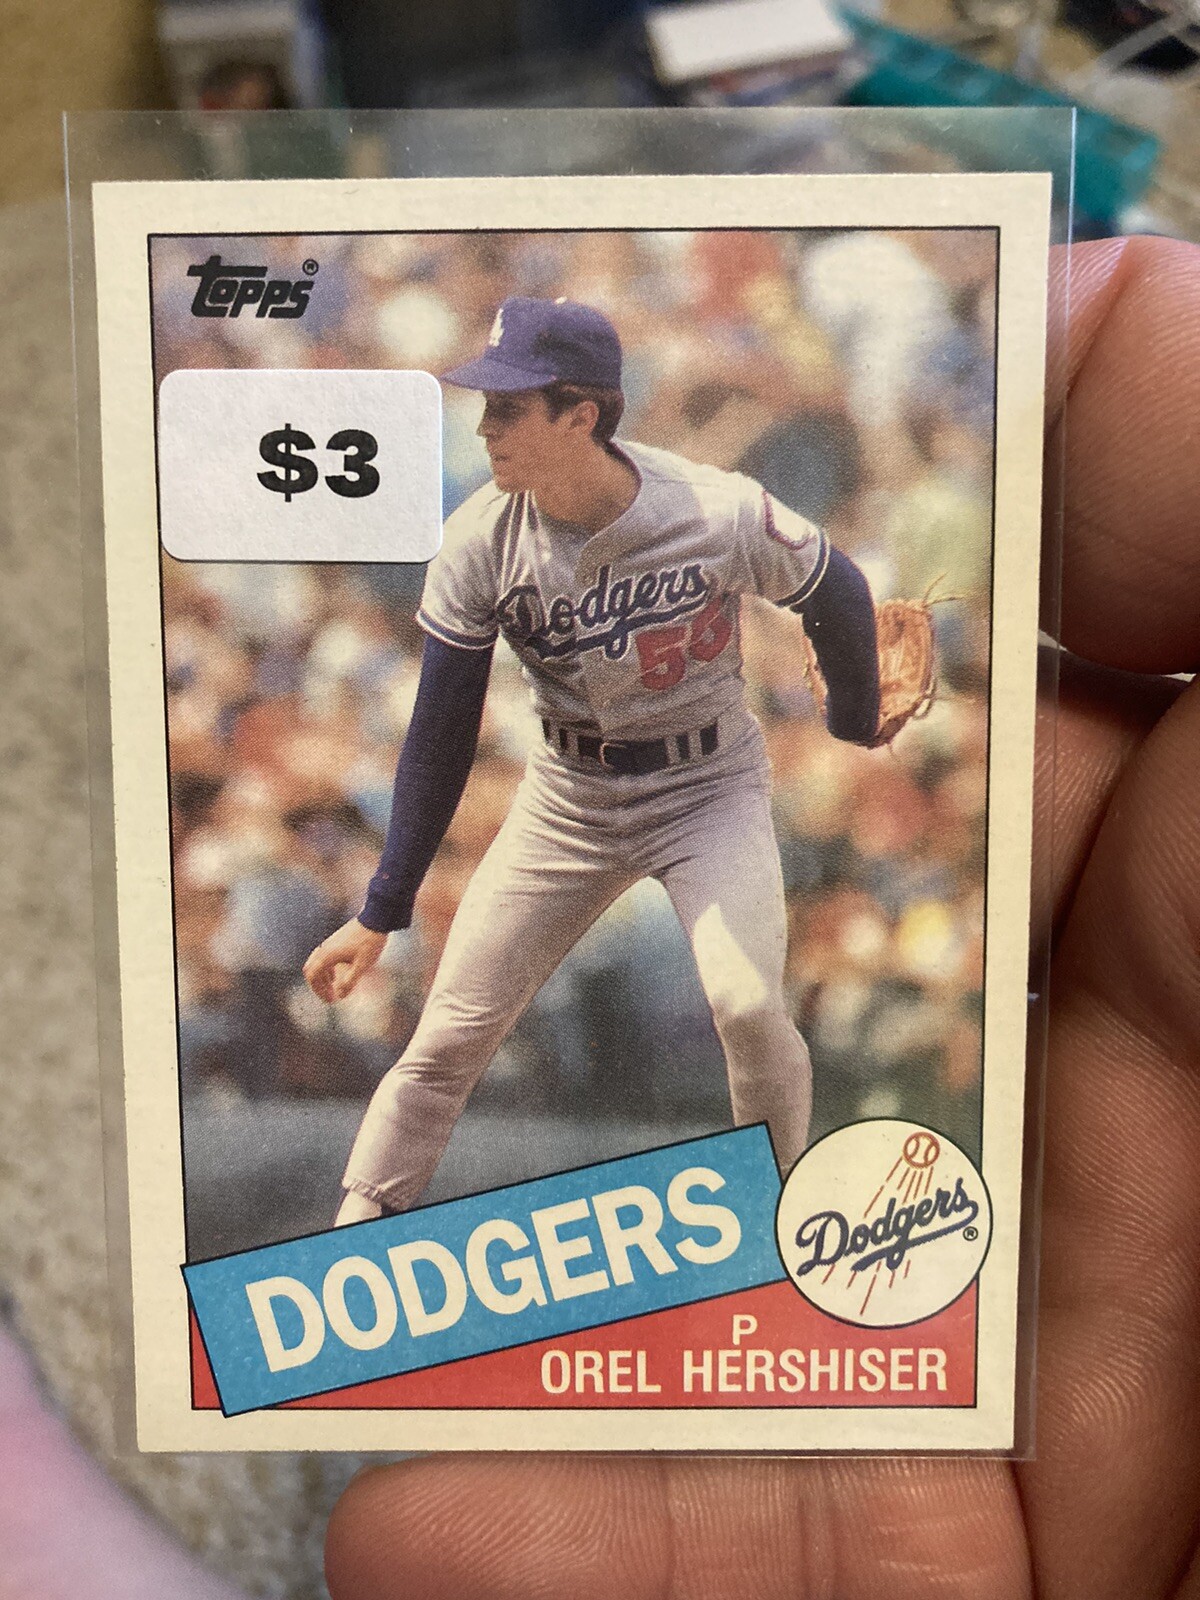 Topps®
$3
Dodgers
55
DODGERS
Dodgers®
P
OREL HERSHISER